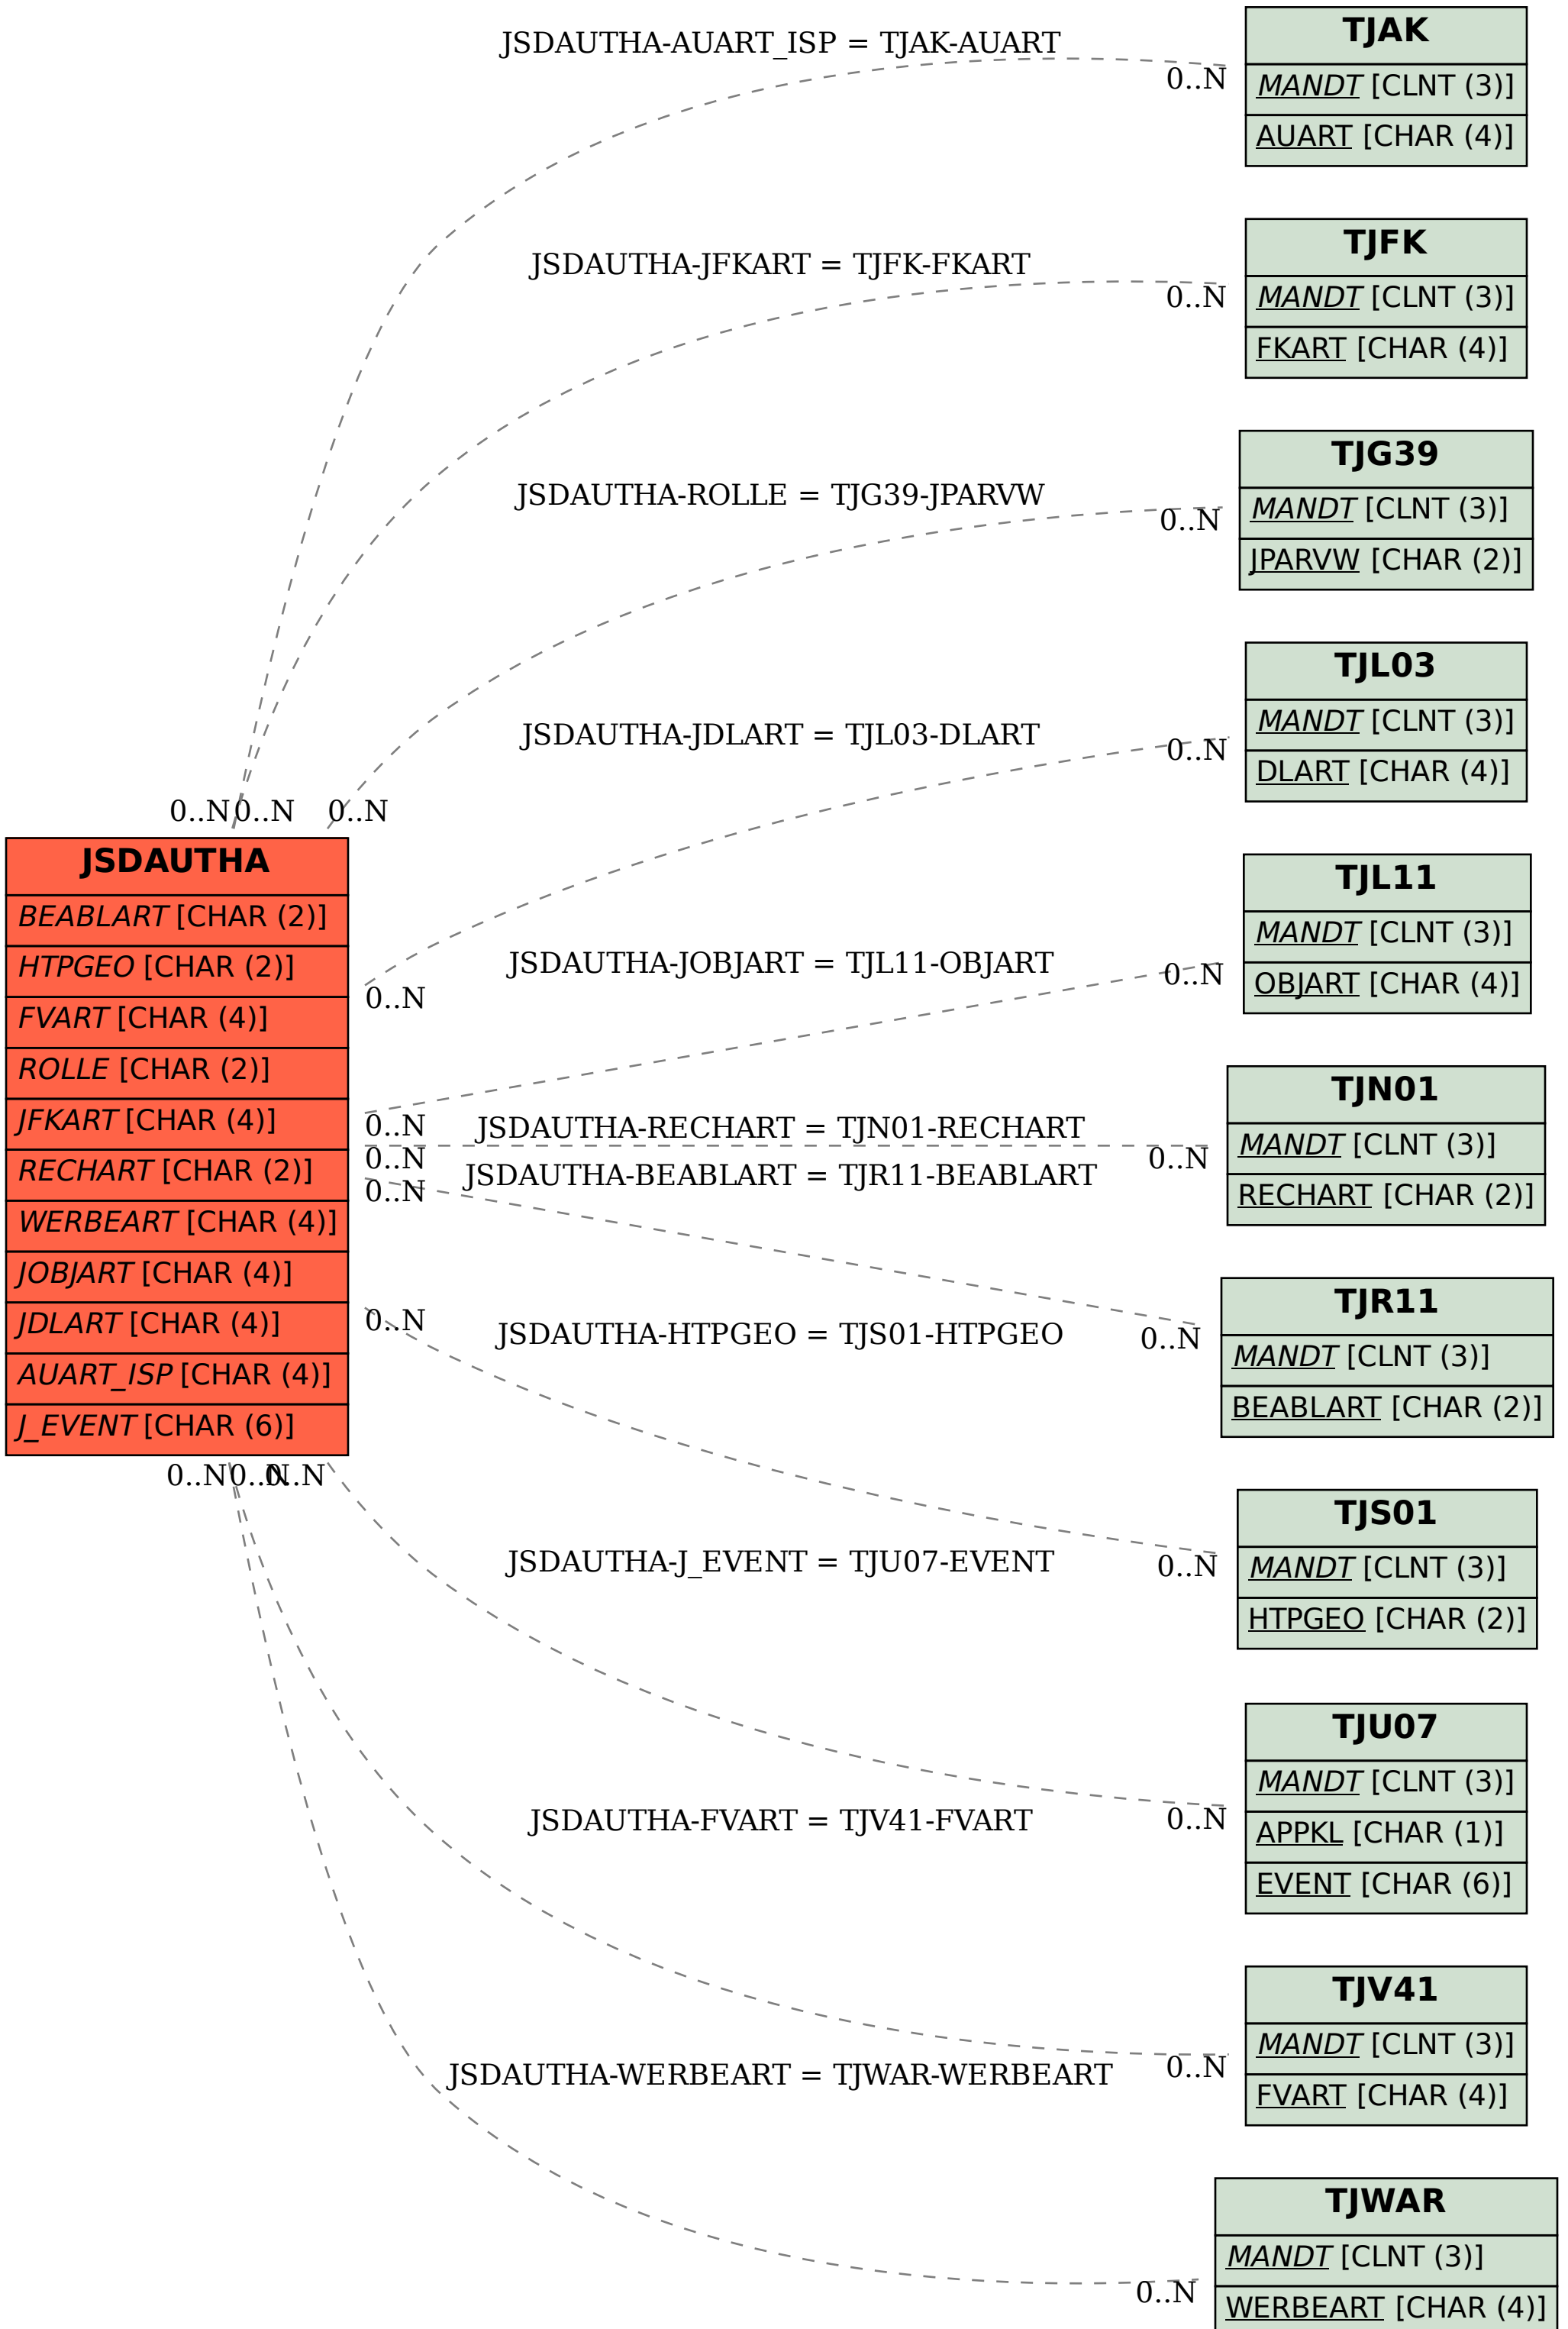 JSDAUTHA-AUART_ISP = TJAK-AUART
0..N
TJAK
MANDT [CLNT (3)]
AUART [CHAR (4)]
JSDAUTHA-JFKART = TJFK-FKART
0..N
TJFK
MANDT [CLNT (3)]
FKART [CHAR (4)]
JSDAUTHA-ROLLE = TJG39-JPARVW
0..N
TJG39
MANDT [CLNT (3)]
JPARVW [CHAR (2)]
JSDAUTHA-JDLART = TJL03-DLART
0..N
TJL03
MANDT [CLNT (3)]
DLART [CHAR (4)]
0..N
0..N
0..N
JSDAUTHA
BEABLART [CHAR (2)]
HTPGEO [CHAR (2)]
FVART [CHAR (4)]
ROLLE [CHAR (2)]
JFKART [CHAR (4)]
RECHART [CHAR (2)]
WERBEART [CHAR (4)]
JOBJART [CHAR (4)]
JDLART [CHAR (4)]
AUART_ISP [CHAR (4)]
J_EVENT [CHAR (6)]
0..N
0..N
0..N
0..N
0..N
0..N
0..N
0..N
JSDAUTHA-JOBJART = TJL11-OBJART
0..N
TJL11
MANDT [CLNT (3)]
OBJART [CHAR (4)]
JSDAUTHA-RECHART = TJN01-RECHART
0..N
TJN01
MANDT [CLNT (3)]
RECHART [CHAR (2)]
JSDAUTHA-BEABLART = TJR11-BEABLART
0..N
TJR11
MANDT [CLNT (3)]
BEABLART [CHAR (2)]
JSDAUTHA-HTPGEO = TJS01-HTPGEO
0..N
TJS01
MANDT [CLNT (3)]
HTPGEO [CHAR (2)]
JSDAUTHA-J_EVENT = TJU07-EVENT
0..N
TJU07
MANDT [CLNT (3)]
APPKL [CHAR (1)]
EVENT [CHAR (6)]
JSDAUTHA-FVART = TJV41-FVART
0..N
TJV41
MANDT [CLNT (3)]
FVART [CHAR (4)]
JSDAUTHA-WERBEART = TJWAR-WERBEART
0..N
TJWAR
MANDT [CLNT (3)]
WERBEART [CHAR (4)]